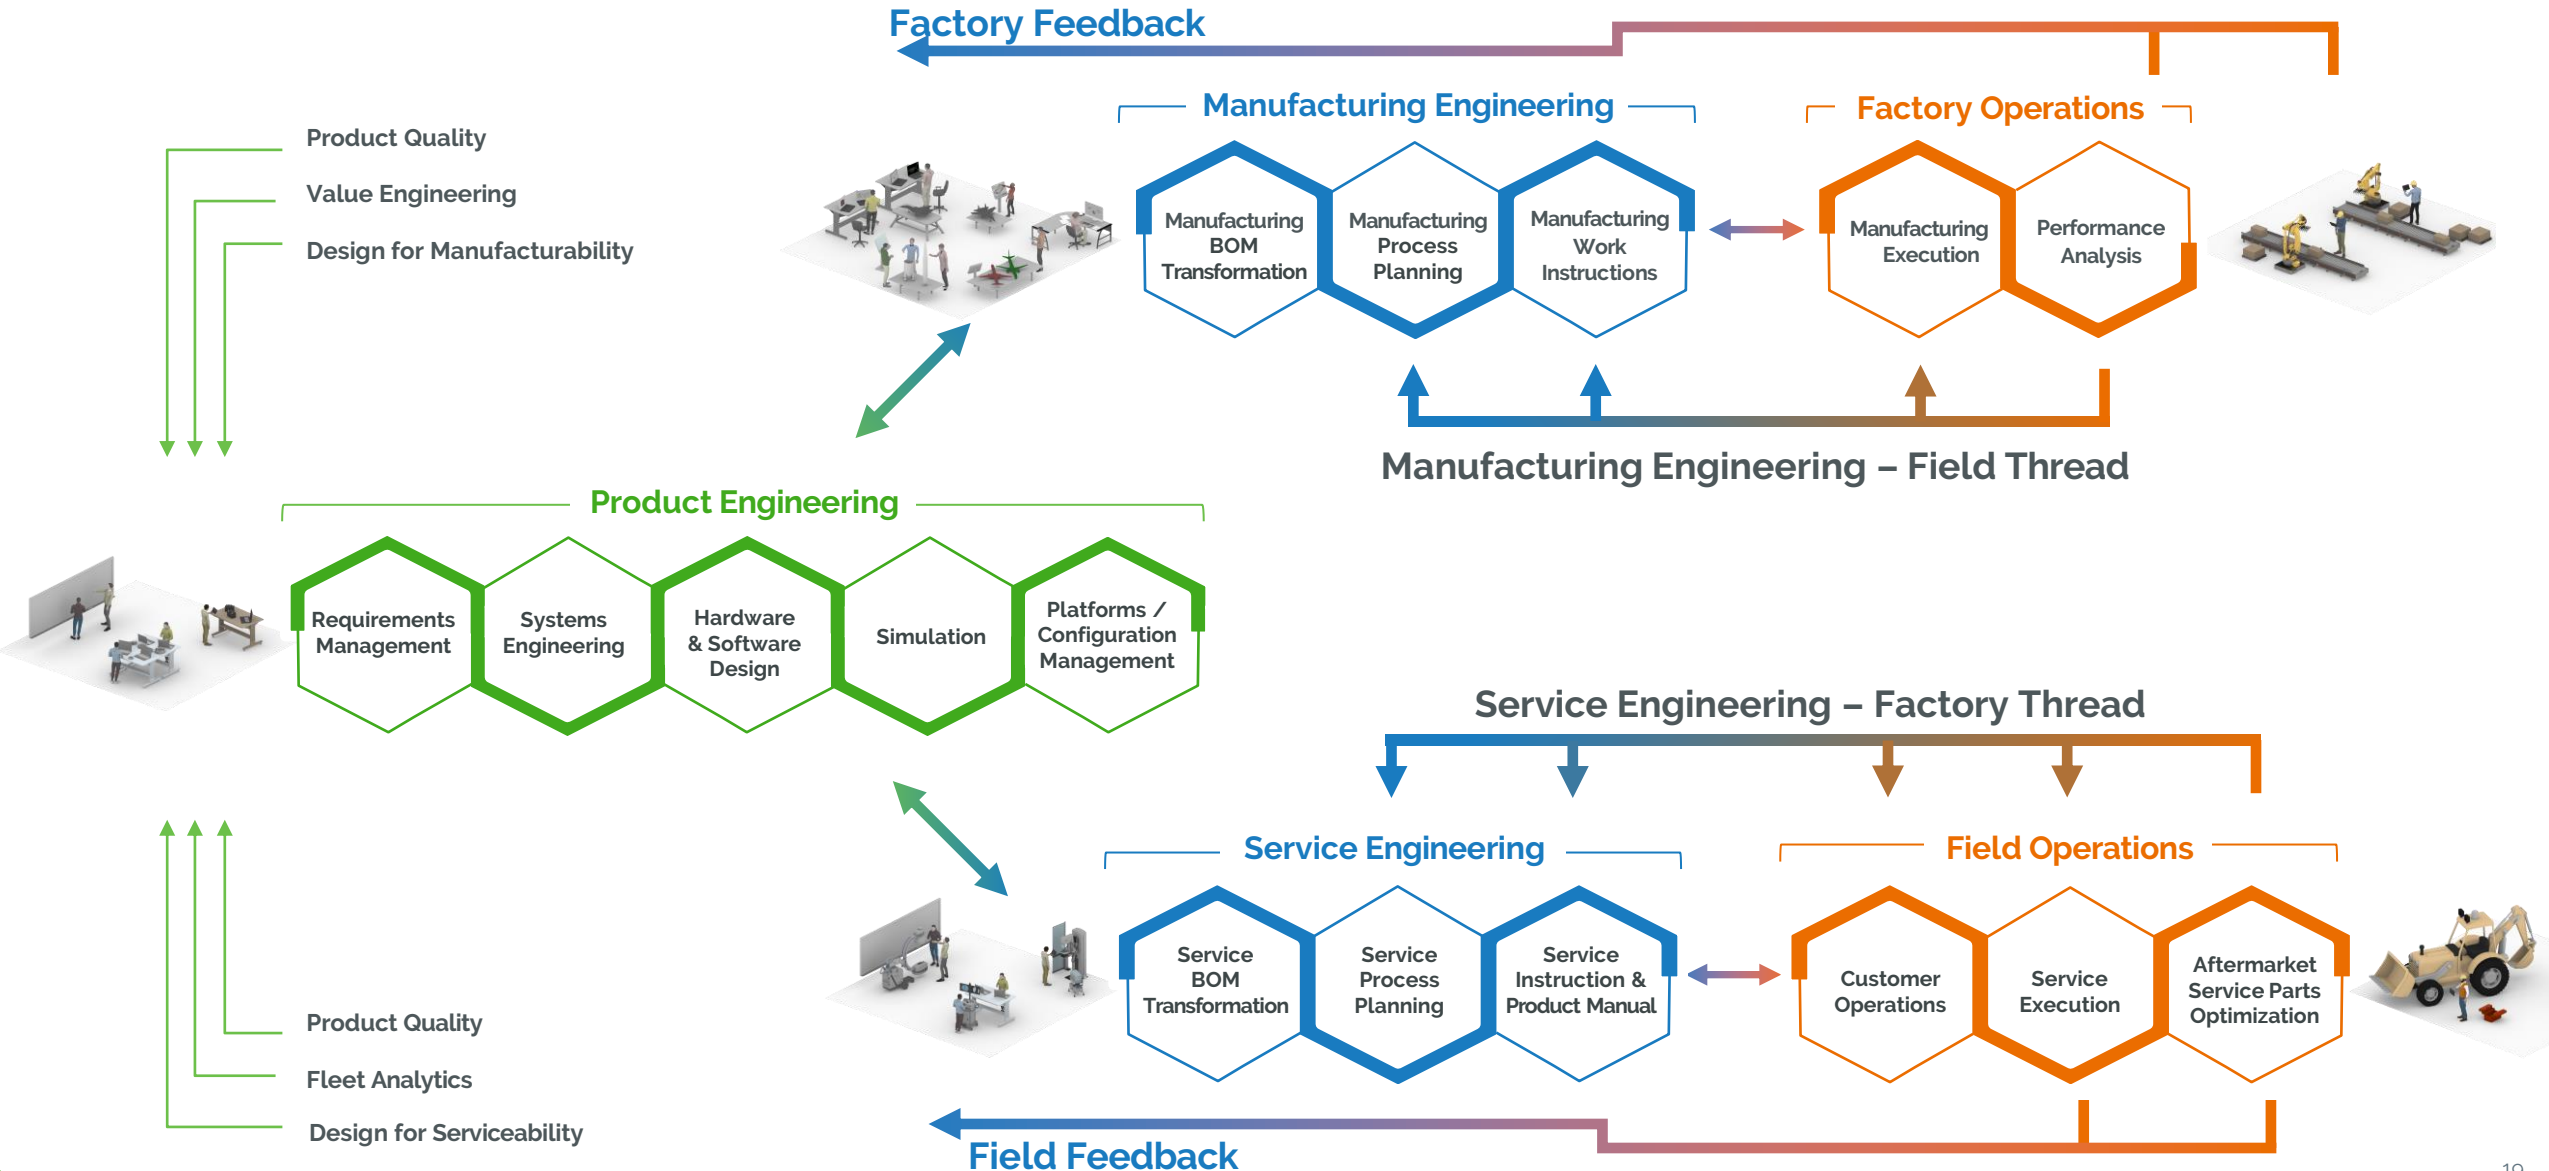 Factory Feedback
Manufacturing Engineering
Factory Operations
Product Quality
Value Engineering
Design for Manufacturability
Manufacturing
BOM
Transformation
Manufacturing
Process
Planning
Manufacturing
Work
Instructions
Manufacturing
Execution
Performance
Analysis
Manufacturing Engineering – Field Thread
Product Engineering
Requirements
Management
Systems
Engineering
Hardware
& Software
Design
Simulation
Platforms /
Configuration
Management
Service Engineering – Factory Thread
Service Engineering
Field Operations
Service
BOM
Transformation
Service
Process
Planning
Service
Instruction &
Product Manual
Customer
Operations
Service
Execution
Aftermarket
Service Parts
Optimization
Product Quality
Fleet Analytics
Design for Serviceability
Field Feedback